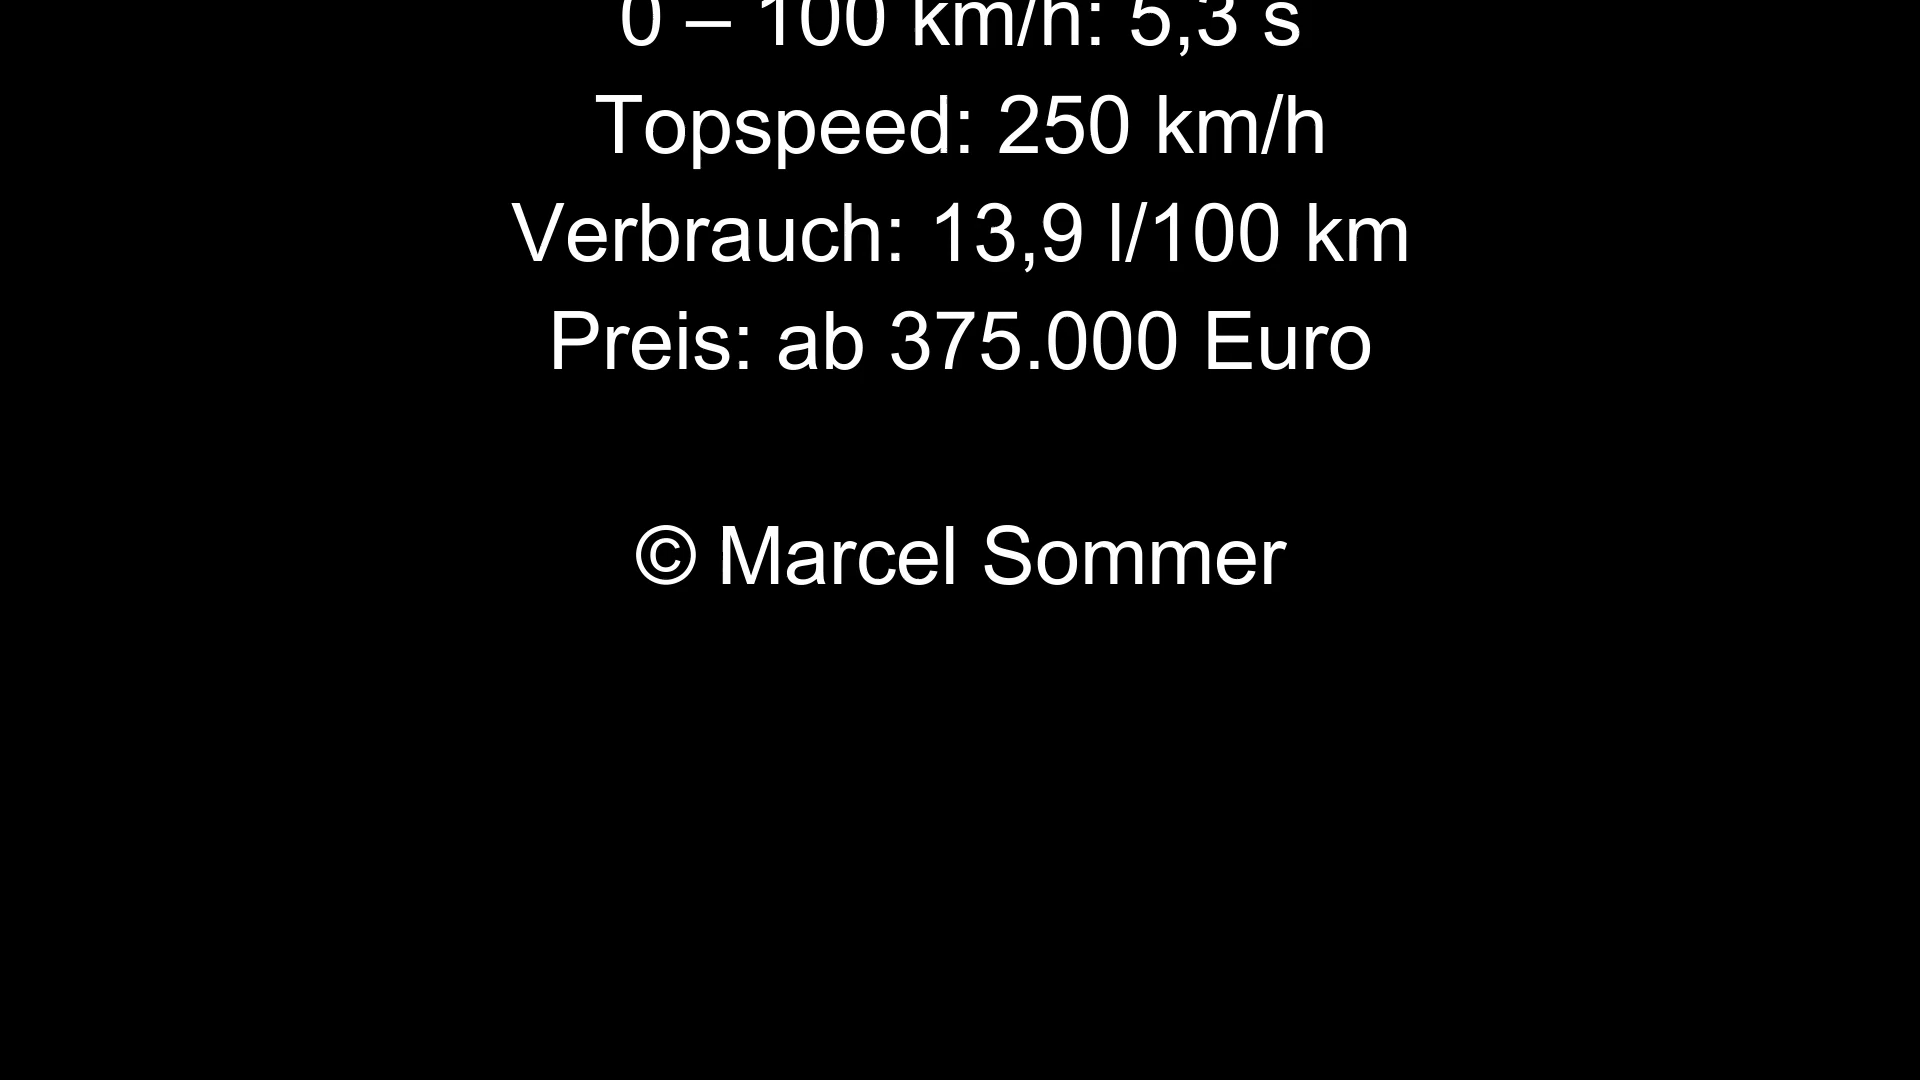 0 – 100 km/h: 5,3 s
Topspeed: 250 km/h
Verbrauch: 13,9 l/100 km
Preis: ab 375.000 Euro
© Marcel Sommer